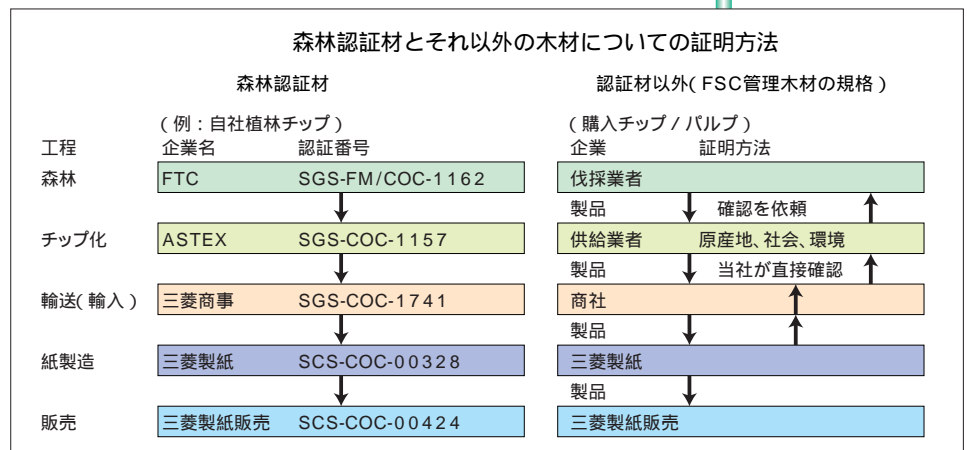 森林認証材とそれ以外の木材についての証明方法
森林認証材 認証材以外(FSC管理木材の規格)
(例:自社植林チップ) (購入チップ/パルプ)
工程 企業名 認証番号 企業 証明方法
森林 FTC SGS-FM/COC-1162 伐採業者
製品 確認を依頼
チップ化 ASTEX SGS-COC-1157 供給業者 原産地、社会、環境
製品 当社が直接確認
輸送(輸入) 三菱商事 SGS-COC-1741 商社
製品
紙製造 三菱製紙 SCS-COC-00328 三菱製紙
製品
販売 三菱製紙販売 SCS-COC-00424 三菱製紙販売